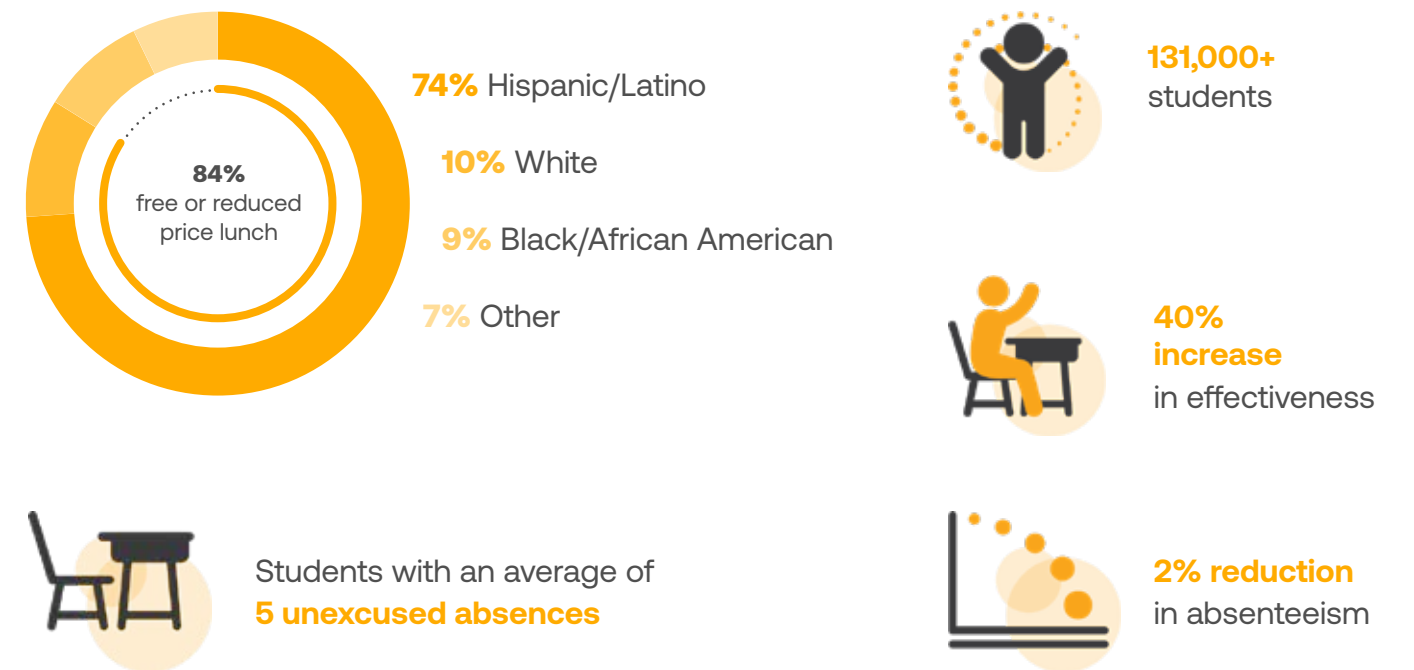 84%
free or reduced
price lunch
74% Hispanic/Latino
10% White
9% Black/African American
7% Other
131,000+
students
40%
increase
in effectiveness
Students with an average of
5 unexcused absences
2% reduction
in absenteeism